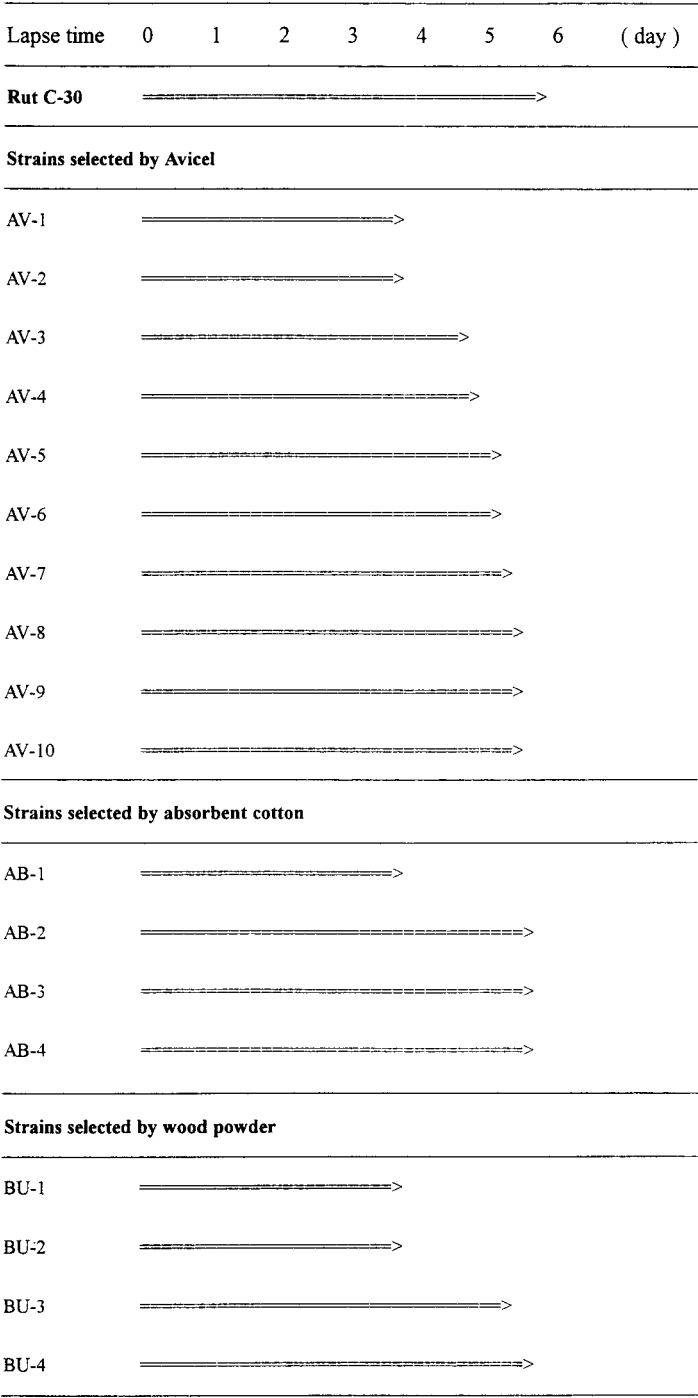 Lapse time 0 1 2 3 4 5 6 ( day )
Rut C-30
Strains selected by Avicel
AV-1
AV-2
AV-3
AV-4
AV-5
AV-6
AV-7
AV-8
AV-9
AV-10
Strains selected by absorbent cotton
AB-1
AB-2
AB-3
AB-4
Strains selected by wood powder
BU-1
BU-2
BU-3
BU-4